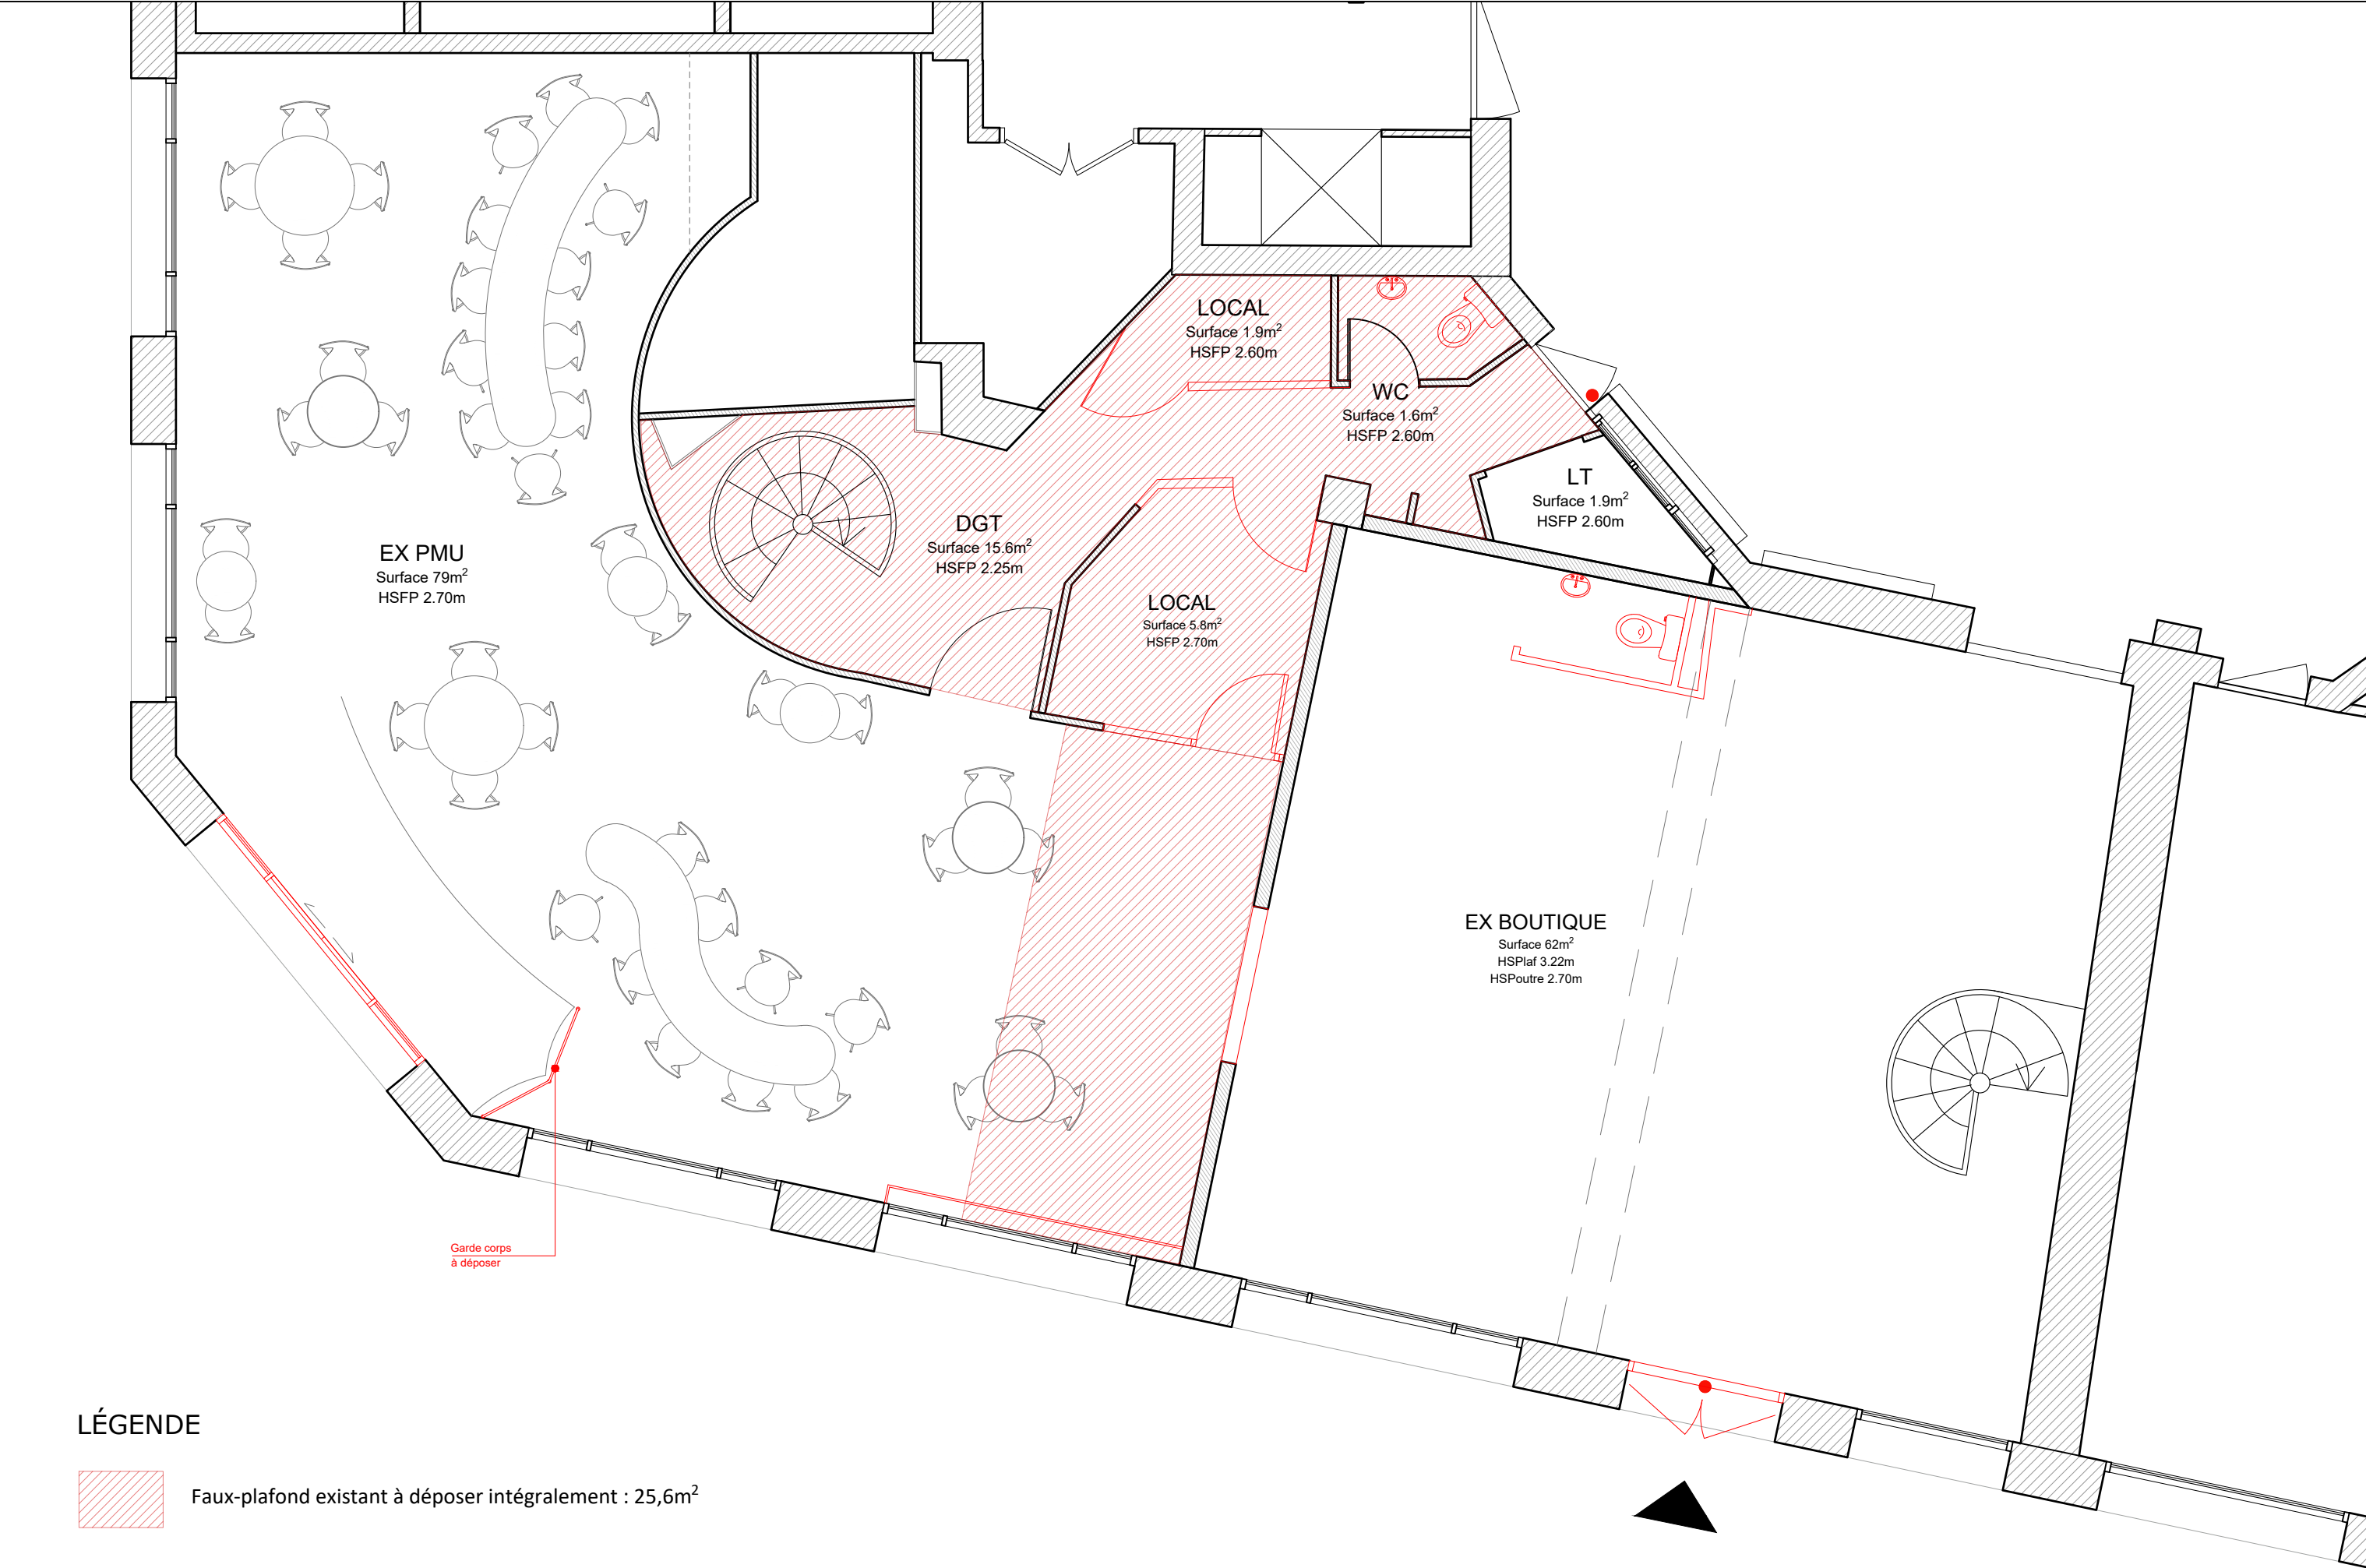 LOCAL
Surface 1.9m²
HSFP 2.60m
WC
Surface 1.6m²
HSFP 2.60m
LT
Surface 1.9m²
HSFP 2.60m
DGT
Surface 15.6m²
HSFP 2.25m
EX PMU
Surface 79m²
HSFP 2.70m
LOCAL
Surface 5.8m²
HSFP 2.70m
EX BOUTIQUE
Surface 62m²
HSPlaf 3.22m
HSPoutre 2.70m
Garde corps
à déposer
LÉGENDE
Faux-plafond existant à déposer intégralement : 25,6m²